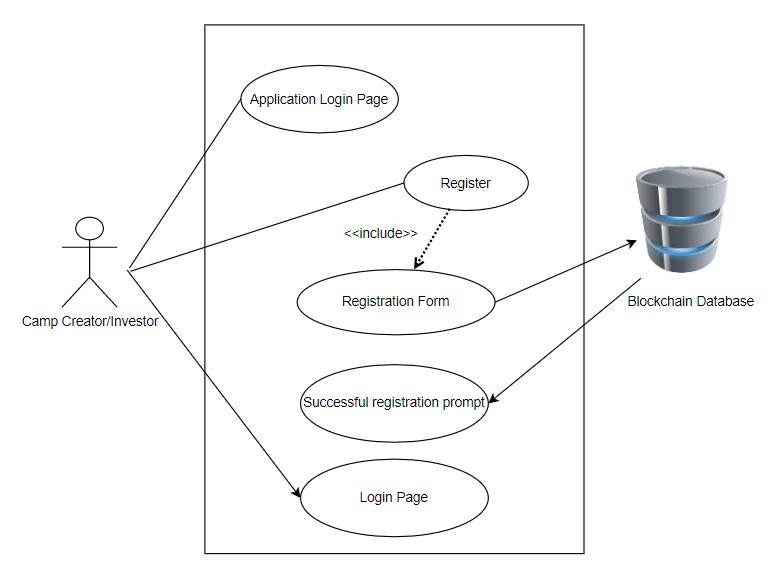 Application Login Page
Register
<<include>>
Registration Form
Blockchain Database
Camp Creator/Investor
Successful registration prompt
Login Page